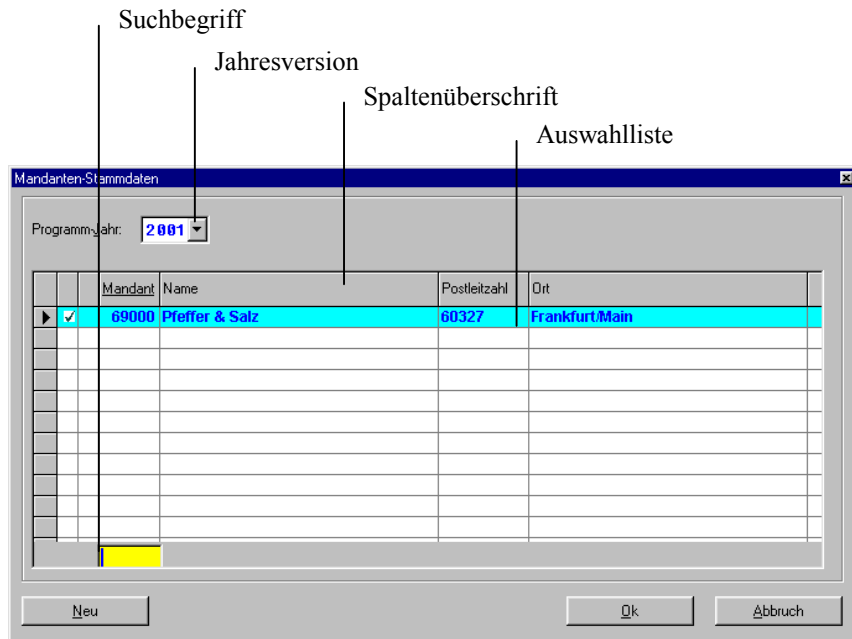 Suchbegriff
Jahresversion
Spaltenüberschrift
Auswahlliste
Mandanten-Stammdaten
Programm-Jahr: 2001
Mandant Name Postleitzahl Ort
69000 Pfeffer & Salz 60327 Frankfurt/Main
Neu Ok Abbruch